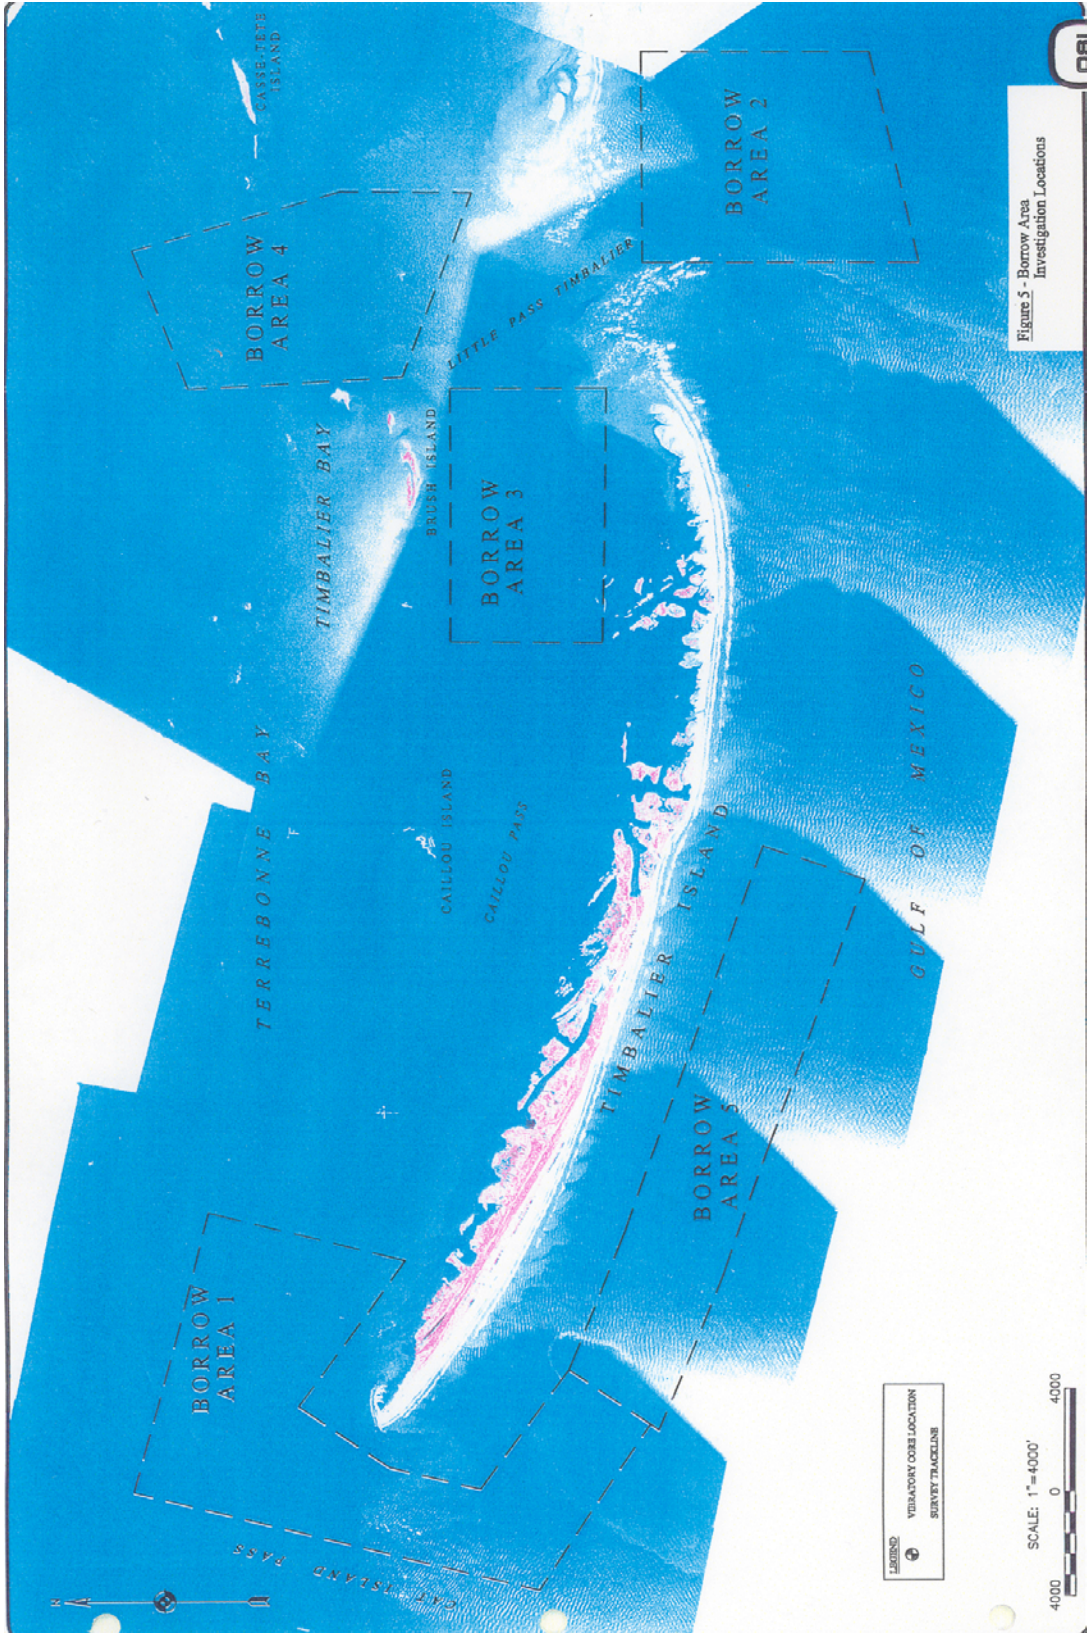 CASSE-TETE
ISLAND
BORROW
AREA 4
BORROW
AREA 2
LITTLE PASS TIMBALIER
TIMBALIER BAY
BRUSH ISLAND
BORROW
AREA 3
TERREBONNE BAY
CAILLOU ISLAND
CAILLOU PASS
TIMBALIER ISLAND
GULF OF MEXICO
BORROW
AREA 5
BORROW
AREA 1
CAT ISLAND PASS
N
LEGEND
VIBRATORY CORE LOCATION
SURVEY TRACKLINE
SCALE: 1"=4000'
4000 0 4000
Figure 5 - Borrow Area
Investigation Locations